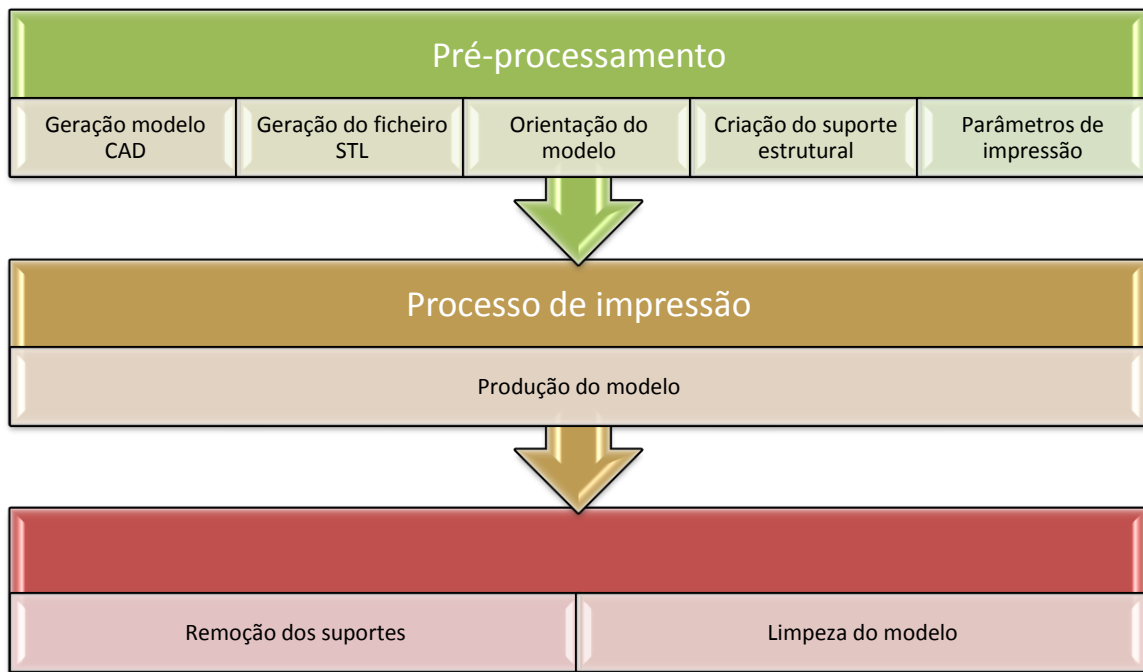 Pré-processamento
Geração modelo
CAD
Geração do ficheiro
STL
Orientação do
modelo
Criação do suporte
estrutural
Parâmetros de
impressão
Processo de impressão
Produção do modelo
Remoção dos suportes
Limpeza do modelo